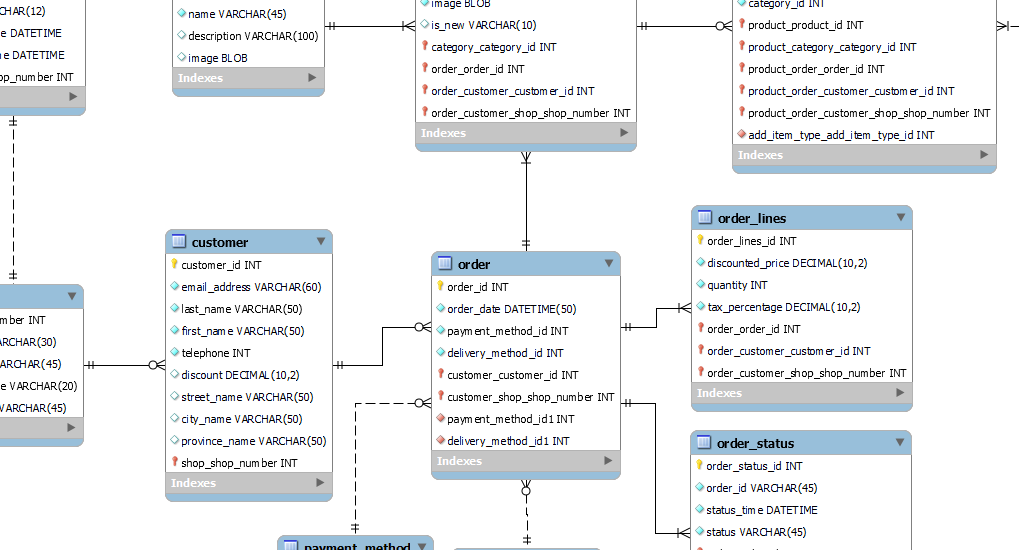 CHAR(12)
DATETIME
DATETIME
shop_number INT
name VARCHAR(45)
description VARCHAR(100)
image BLOB
Indexes
image BLOB
is_new VARCHAR(10)
category_category_id INT
order_order_id INT
order_customer_customer_id INT
order_customer_shop_shop_number INT
Indexes
category_id INT
product_product_id INT
product_category_category_id INT
product_order_order_id INT
product_order_customer_customer_id INT
product_order_customer_shop_shop_number INT
add_item_type_add_item_type_id INT
Indexes
mber INT
ARCHAR(30)
ARCHAR(45)
e VARCHAR(20)
VARCHAR(45)
customer
customer_id INT
email_address VARCHAR(60)
last_name VARCHAR(50)
first_name VARCHAR(50)
telephone INT
discount DECIMAL(10,2)
street_name VARCHAR(50)
city_name VARCHAR(50)
province_name VARCHAR(50)
shop_shop_number INT
Indexes
order
order_id INT
order_date DATETIME(50)
payment_method_id INT
delivery_method_id INT
customer_customer_id INT
customer_shop_shop_number INT
payment_method_id1 INT
delivery_method_id1 INT
Indexes
order_lines
order_lines_id INT
discounted_price DECIMAL(10,2)
quantity INT
tax_percentage DECIMAL(10,2)
order_order_id INT
order_customer_customer_id INT
order_customer_shop_shop_number INT
Indexes
order_status
order_status_id INT
order_id VARCHAR(45)
status_time DATETIME
status VARCHAR(45)
payment_method